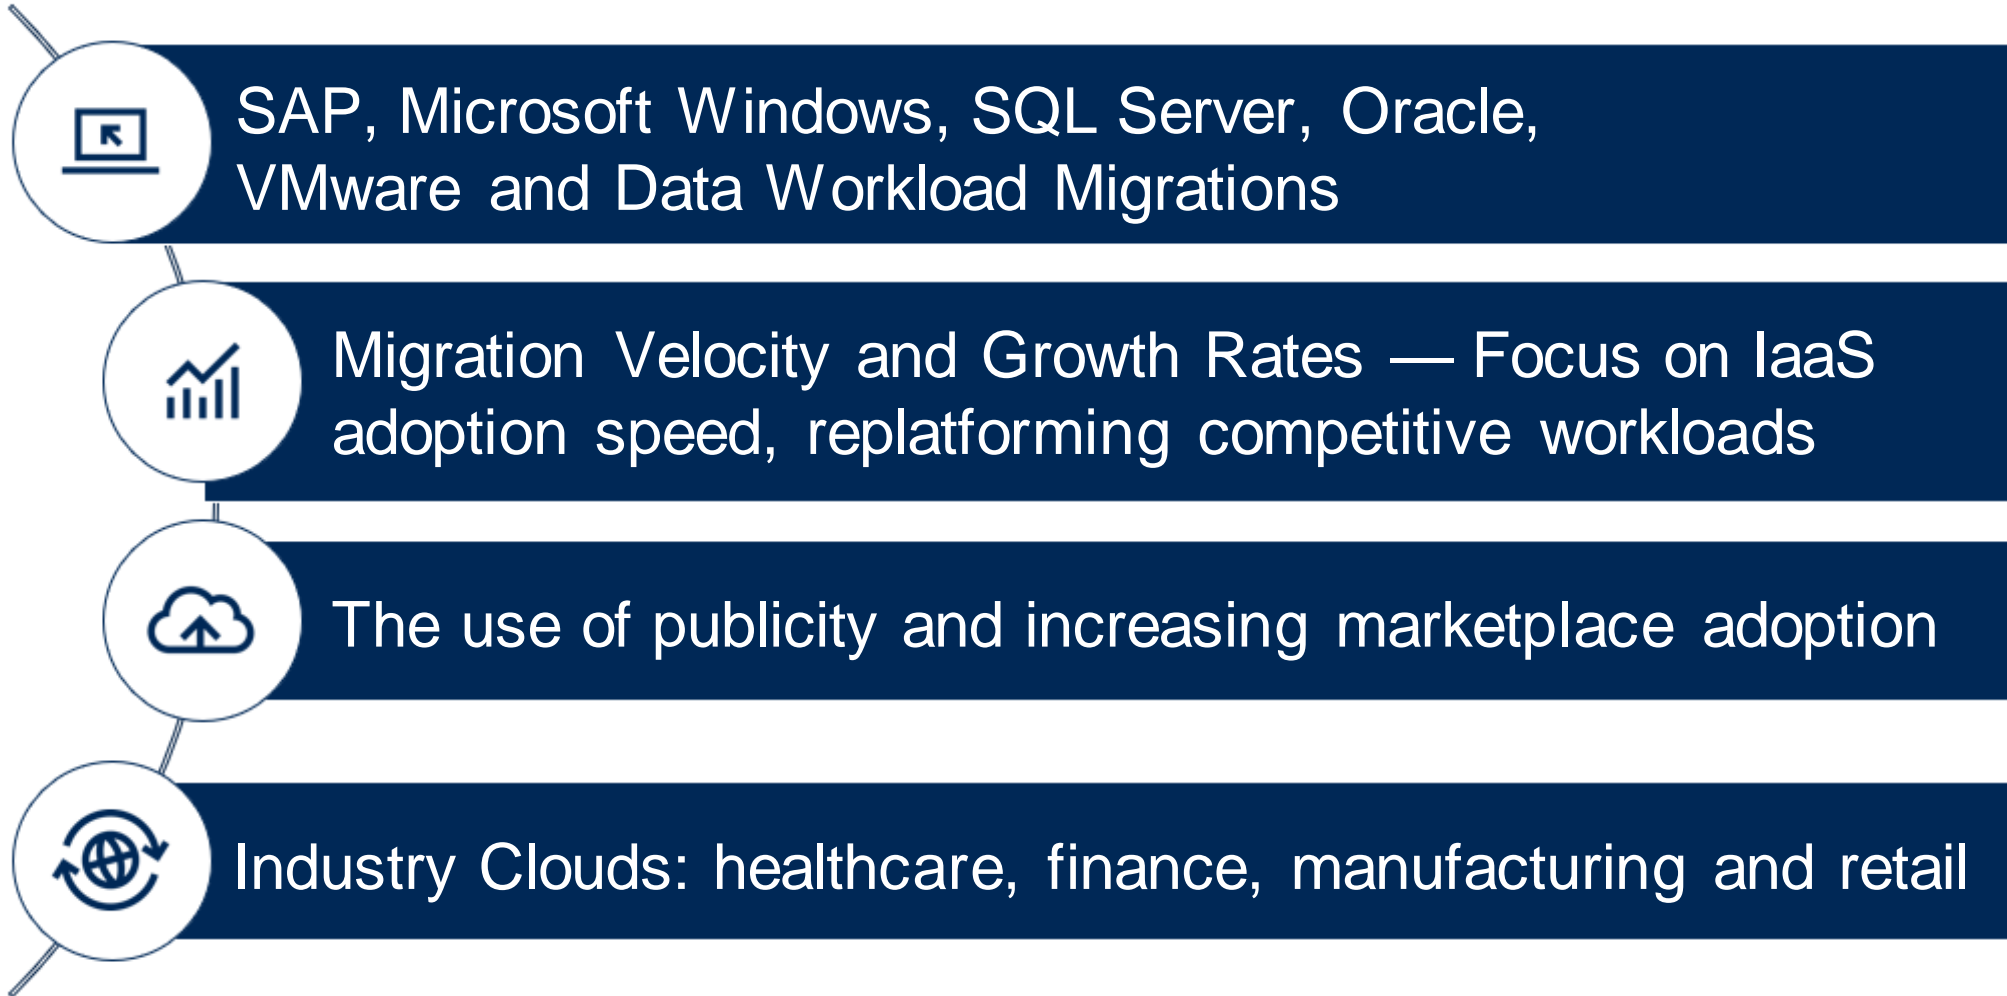 SAP, Microsoft Windows, SQL Server, Oracle,
VMware and Data Workload Migrations
Migration Velocity and Growth Rates — Focus on IaaS
adoption speed, replatforming competitive workloads
The use of publicity and increasing marketplace adoption
Industry Clouds: healthcare, finance, manufacturing and retail